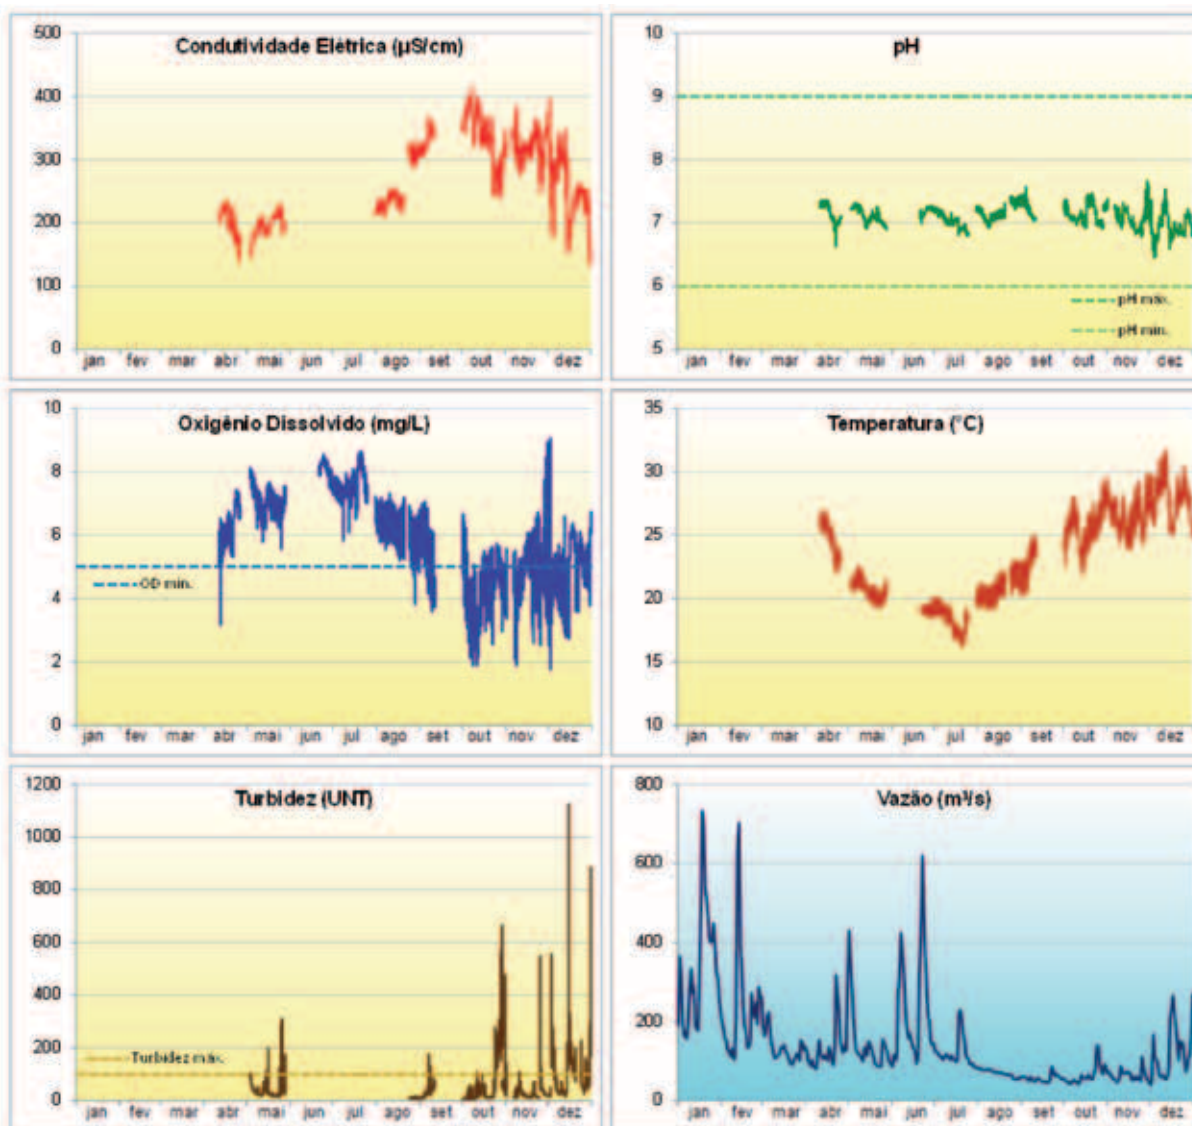 Condutividade Elétrica (µS/cm)
500
400
300
200
100
0
jan fev mar abr mai jun jul ago set out nov dez
pH
10
9
8
7
6
5
pH máx.
pH min.
jan fev mar abr mai jun jul ago set out nov dez
Oxigênio Dissolvido (mg/L)
10
8
6
4
2
0
OD min.
jan fev mar abr mai jun jul ago set out nov dez
Temperatura (°C)
35
30
25
20
15
10
jan fev mar abr mai jun jul ago set out nov dez
Turbidez (UNT)
1200
1000
800
600
400
200
0
Turbidez máx.
jan fev mar abr mai jun jul ago set out nov dez
Vazão (m³/s)
800
600
400
200
0
jan fev mar abr mai jun jul ago set out nov dez